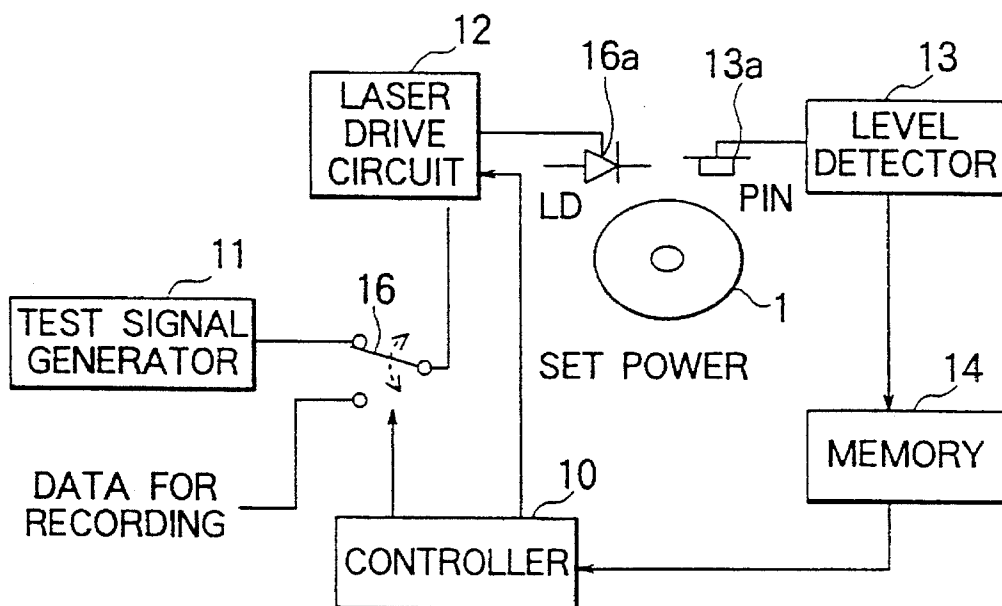 12
LASER
DRIVE
CIRCUIT
16a
LD
13a
PIN
13
LEVEL
DETECTOR
1
11
TEST SIGNAL
GENERATOR
16
SET POWER
14
MEMORY
DATA FOR
RECORDING
10
CONTROLLER